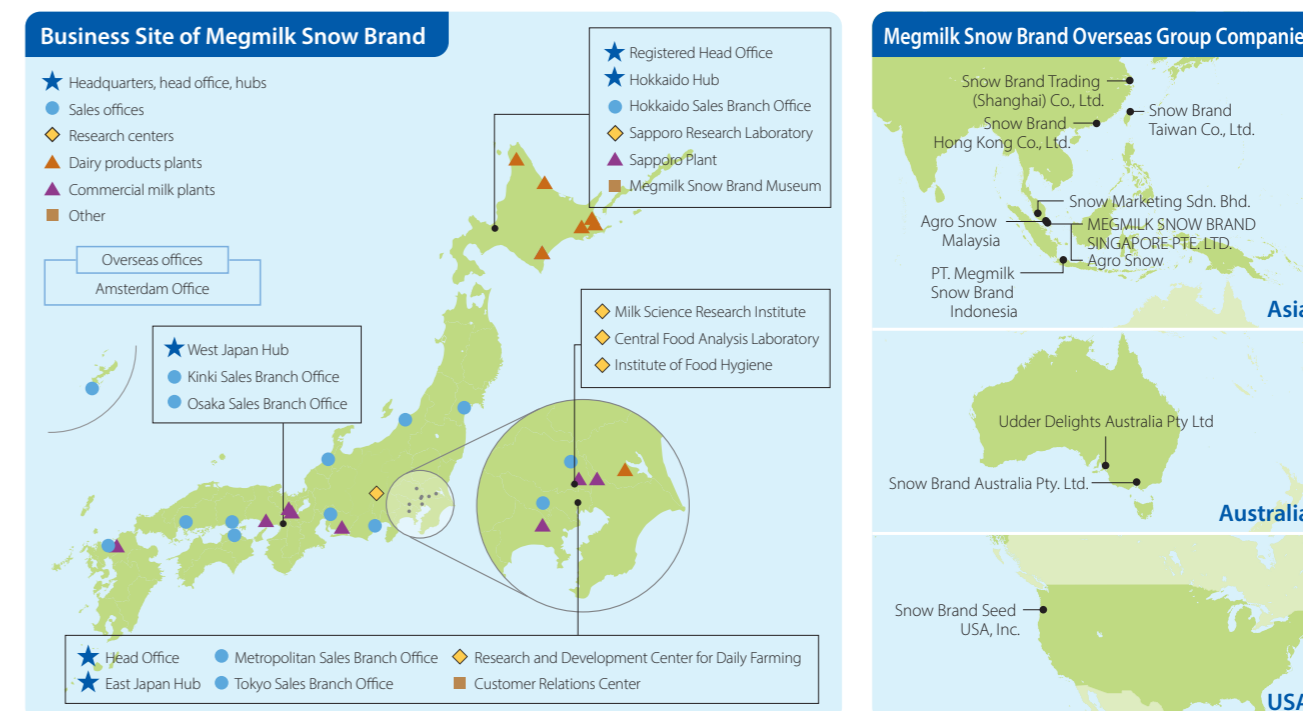 Business Site of Megmilk Snow Brand
Headquarters, head office, hubs
Sales offices
Research centers
Dairy products plants
Commercial milk plants
Other
Overseas offices
Amsterdam Office
Registered Head Office
Hokkaido Hub
Hokkaido Sales Branch Office
Sapporo Research Laboratory
Sapporo Plant
Megmilk Snow Brand Museum
Milk Science Research Institute
Central Food Analysis Laboratory
Institute of Food Hygiene
West Japan Hub
Kinki Sales Branch Office
Osaka Sales Branch Office
Head Office
Metropolitan Sales Branch Office
Research and Development Center for Daily Farming
East Japan Hub
Tokyo Sales Branch Office
Customer Relations Center
Megmilk Snow Brand Overseas Group Companie
Snow Brand Trading
(Shanghai) Co., Ltd.
Snow Brand
Taiwan Co., Ltd.
Snow Brand
Hong Kong Co., Ltd.
Snow Marketing Sdn. Bhd.
Agro Snow
Malaysia
MEGMILK SNOW BRAND
SINGAPORE PTE. LTD.
Agro Snow
PT. Megmilk
Snow Brand
Indonesia
Asia
Udder Delights Australia Pty Ltd
Snow Brand Australia Pty. Ltd.
Australia
Snow Brand Seed
USA, Inc.
USA